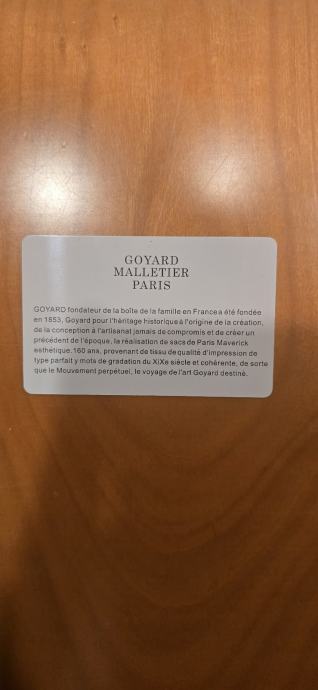 GOYARD
MALLETIER
PARIS
GOYARD fondateur de la boîte de la famille en France a été fondée
en 1853, Goyard pour l'héritage historique à l'origine de la création,
de la conception à l'artisanat jamais de compromis et de créer un
précédent de l'époque, la réalisation de sacs de Paris Maverick
esthétique.160 ans, provenant de tissu de qualité d'impression de
type parfait y mots de gradation du XiXe siècle et cohérente, de sorte
que le Mouvement perpétuel, le voyage de l'art Goyard destiné.